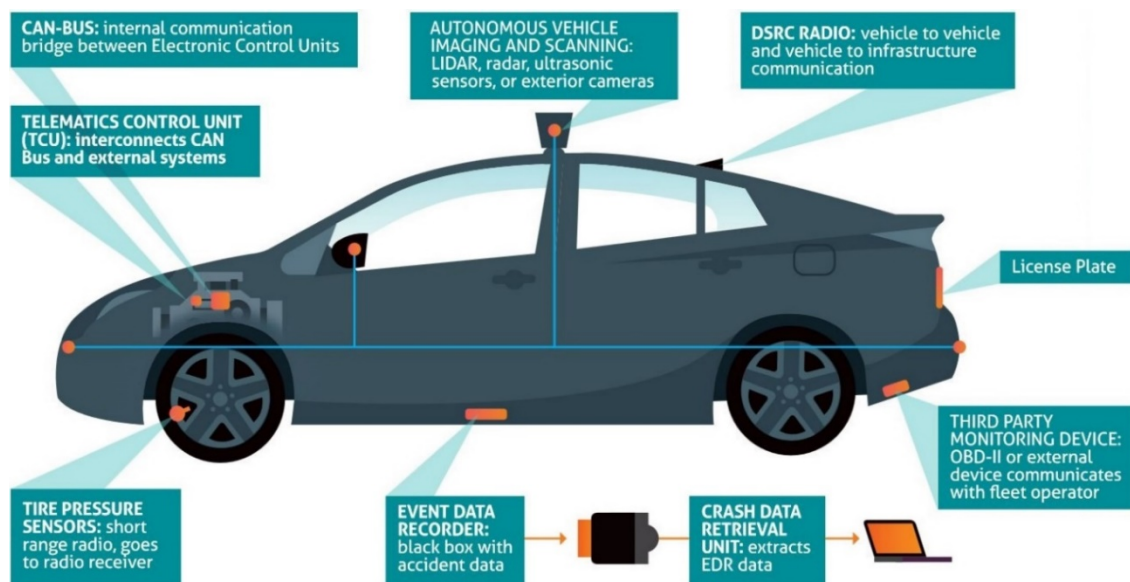 CAN-BUS: internal communication
bridge between Electronic Control Units
TELEMATICS CONTROL UNIT
(TCU): interconnects CAN
Bus and external systems
AUTONOMOUS VEHICLE
IMAGING AND SCANNING:
LIDAR, radar, ultrasonic
sensors, or exterior cameras
DSRC RADIO: vehicle to vehicle
and vehicle to infrastructure
communication
License Plate
THIRD PARTY
MONITORING DEVICE:
OBD-II or external
device communicates
with fleet operator
TIRE PRESSURE
SENSORS: short
range radio, goes
to radio receiver
EVENT DATA
RECORDER:
black box with
accident data
CRASH DATA
RETRIEVAL
UNIT: extracts
EDR data